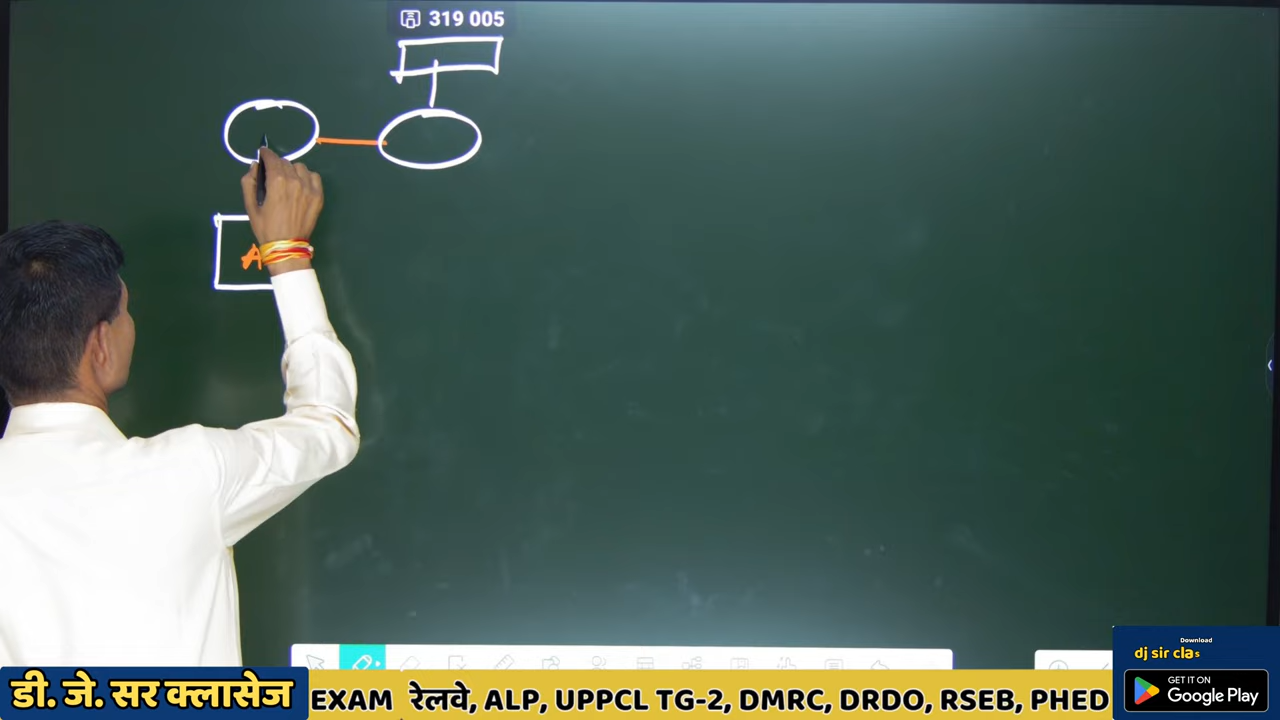 319 005
A
Download
dj sir clas
डी. जे. सर क्लासेज
EXAM रेलवे, ALP, UPPCL TG-2, DMRC, DRDO, RSEB, PHED
GET IT ON
Google Play